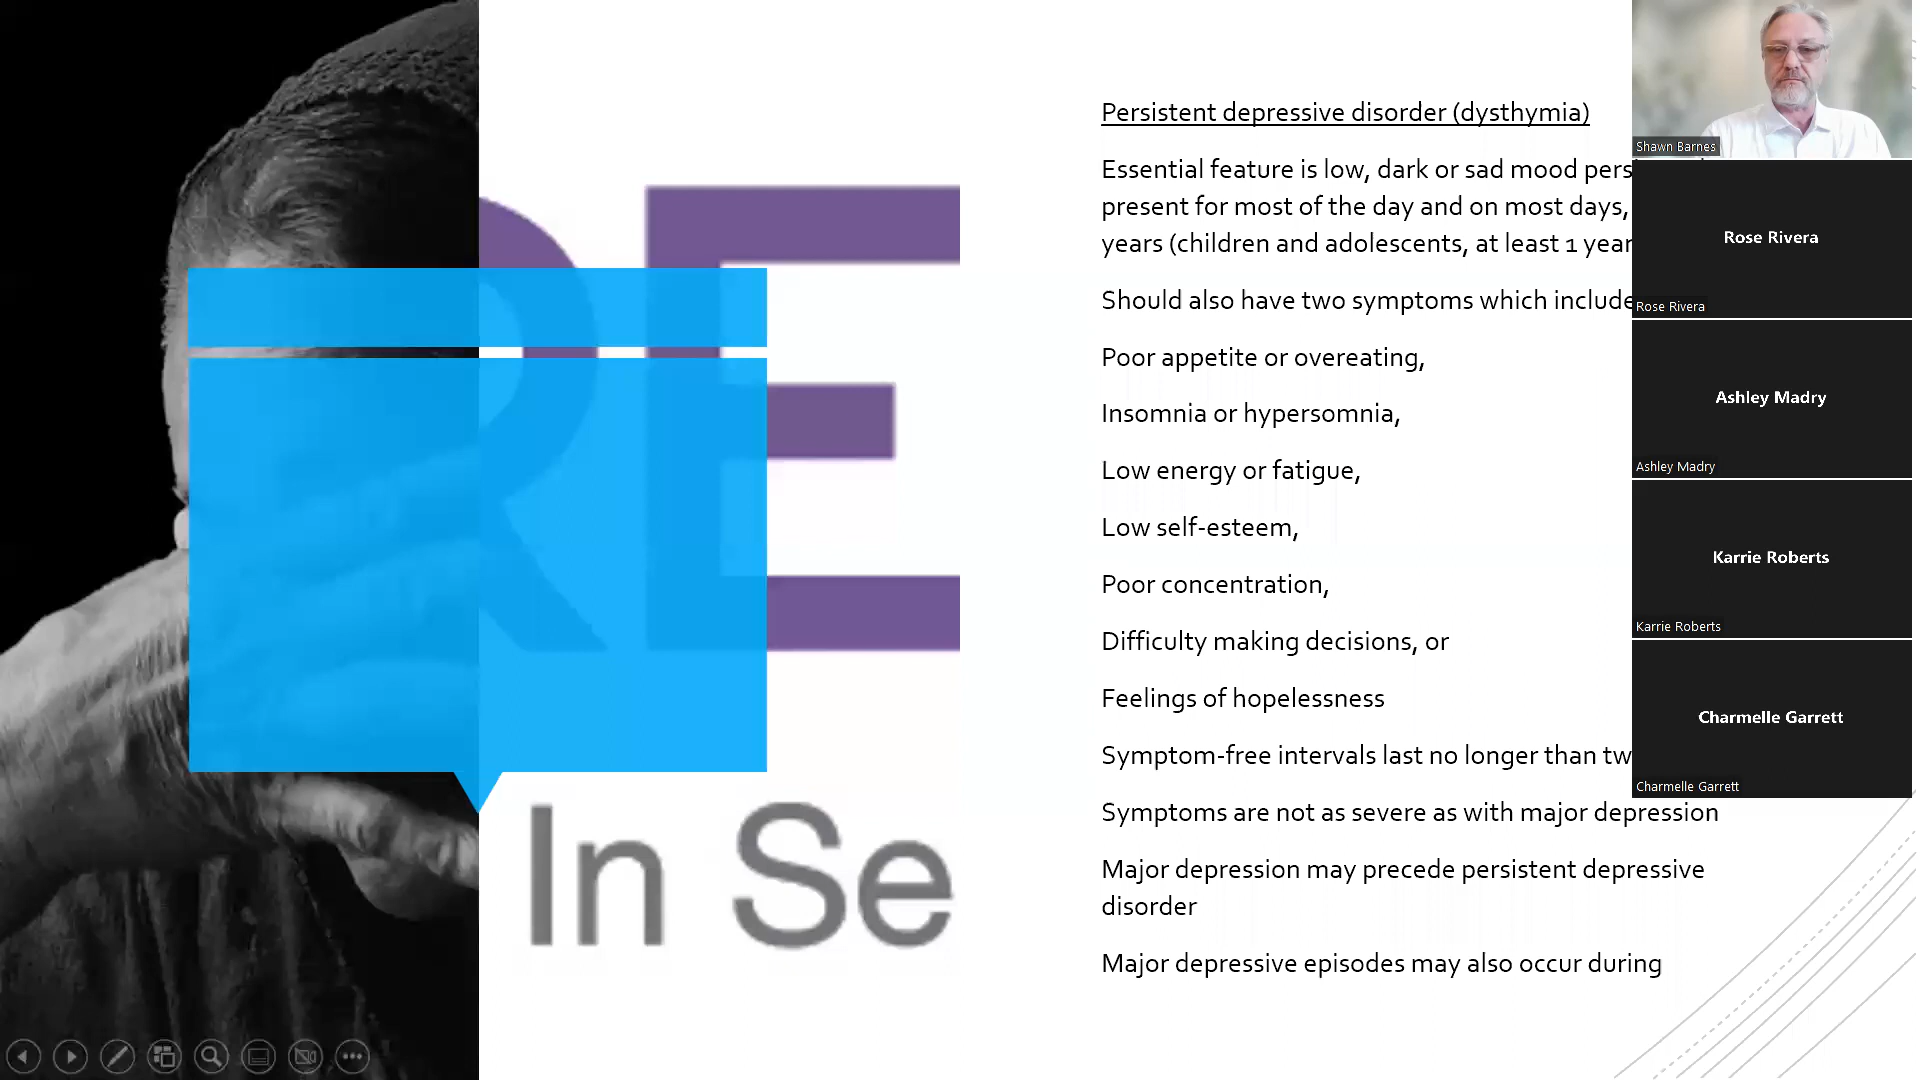 Persistent depressive disorder (dysthymia)
Essential feature is low, dark or sad mood pers
present for most of the day and on most days,
years (children and adolescents, at least 1 year
Should also have two symptoms which include
Poor appetite or overeating,
Insomnia or hypersomnia,
Low energy or fatigue,
Low self-esteem,
Poor concentration,
Difficulty making decisions, or
Feelings of hopelessness
Symptom-free intervals last no longer than tw
Symptoms are not as severe as with major depression
Major depression may precede persistent depressive
disorder
Major depressive episodes may also occur during
RE
In Se
Shawn Barnes
Rose Rivera
Rose Rivera
Ashley Madry
Ashley Madry
Karrie Roberts
Karrie Roberts
Charmelle Garrett
Charmelle Garrett